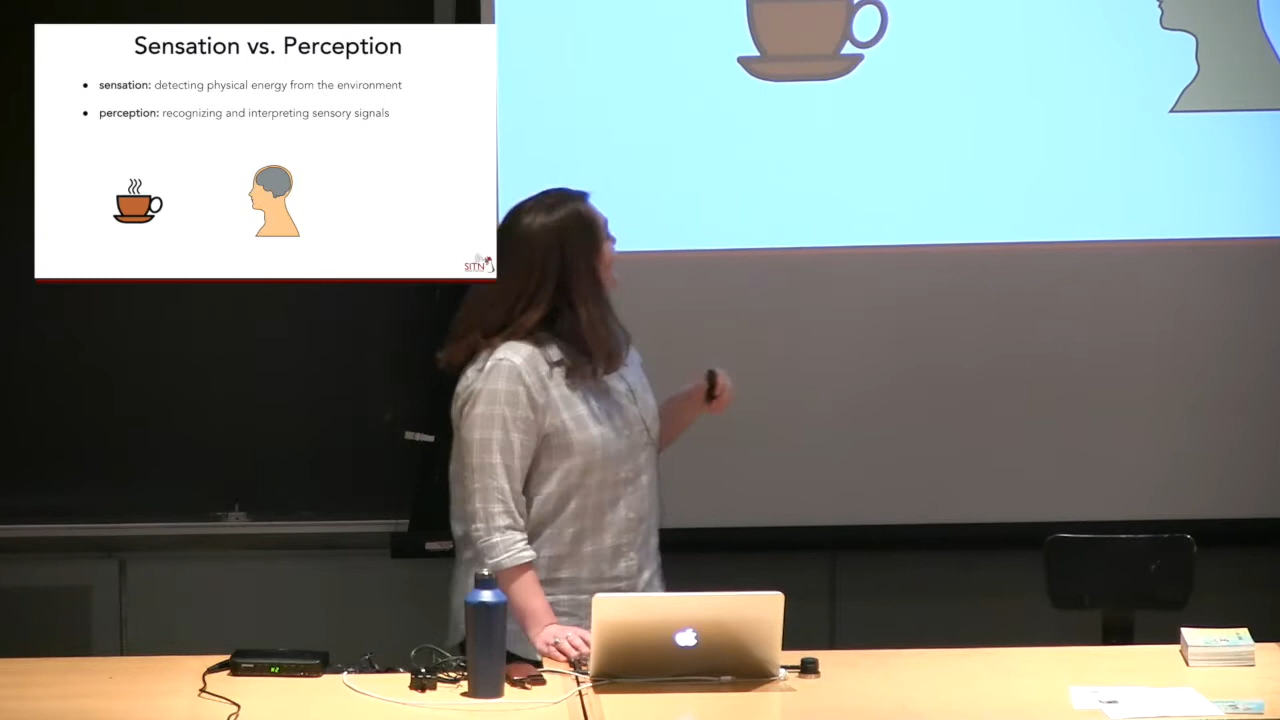 Sensation vs. Perception
• sensation: detecting physical energy from the environment
• perception: recognizing and interpreting sensory signals
SITN